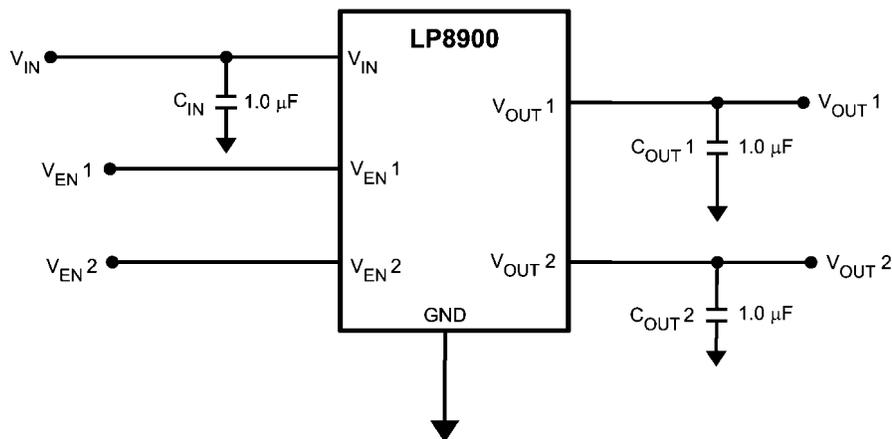 LP8900
V_IN
V_IN
C_IN 1.0 μF
V_OUT 1
V_OUT 1
C_OUT 1 1.0 μF
V_EN 1
V_EN 1
V_EN 2
V_EN 2
V_OUT 2
V_OUT 2
C_OUT 2 1.0 μF
GND